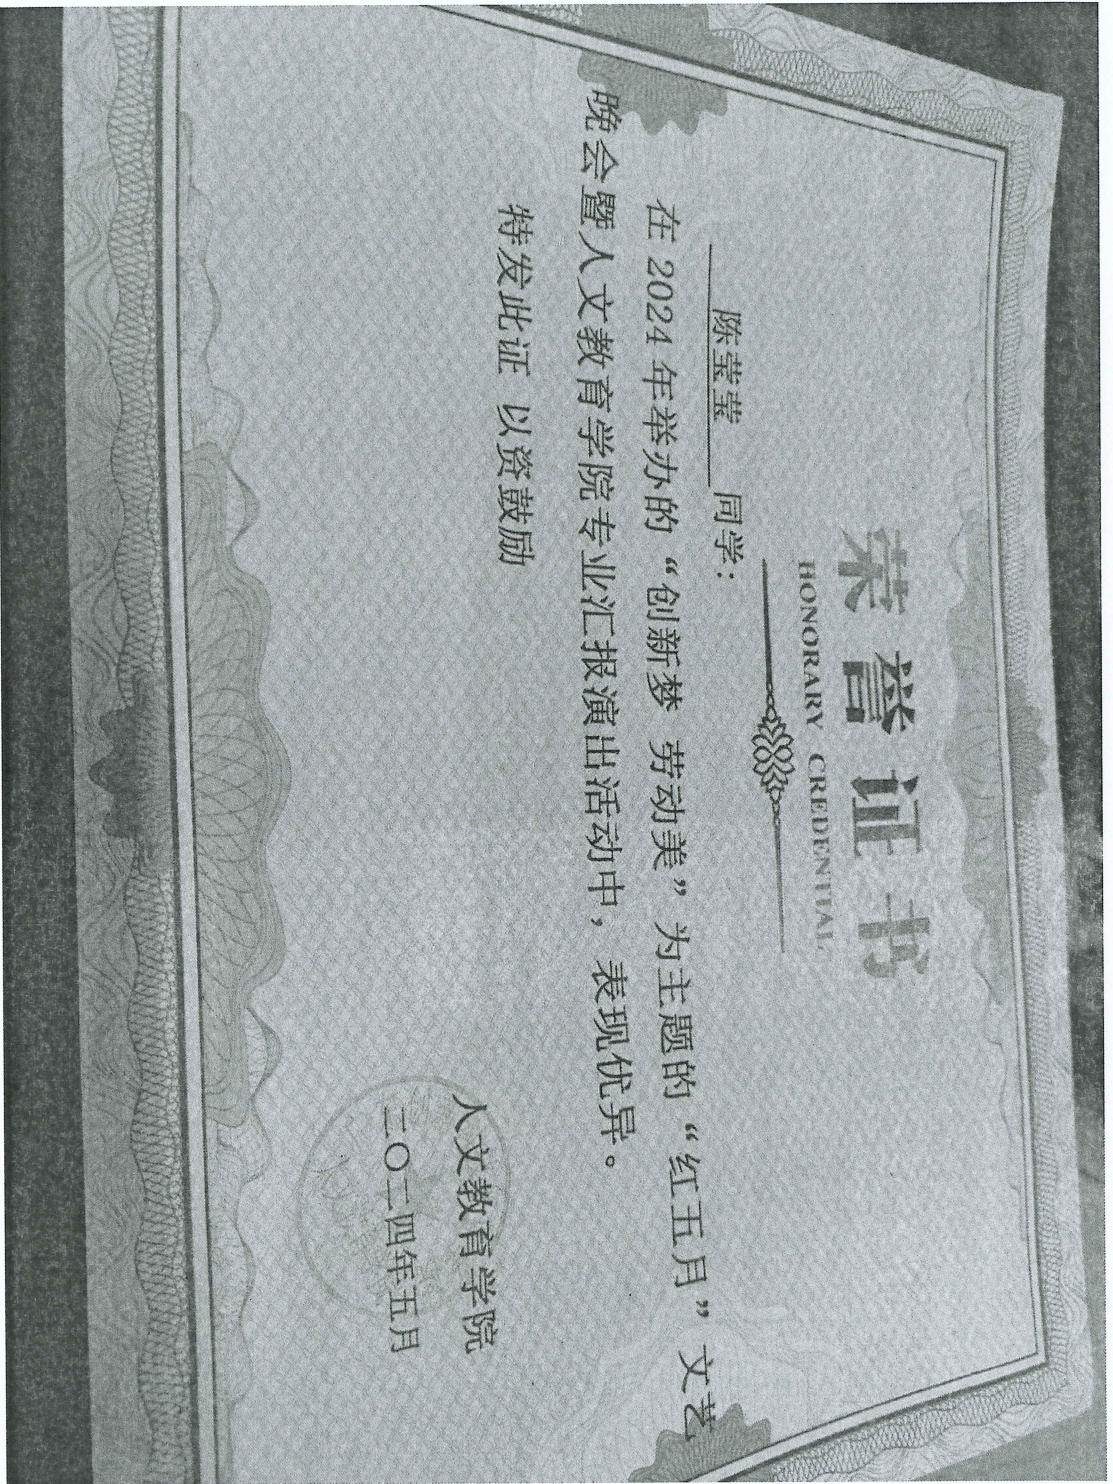 荣誉证书
HONORARY CREDENTIAL
陈莹莹 同学：
在 2024 年举办的“创新梦 劳动美”为主题的“红五月”文艺
晚会暨人文教育学院专业汇报演出活动中，表现优异。
特发此证 以资鼓励
人文教育学院
二〇二四年五月